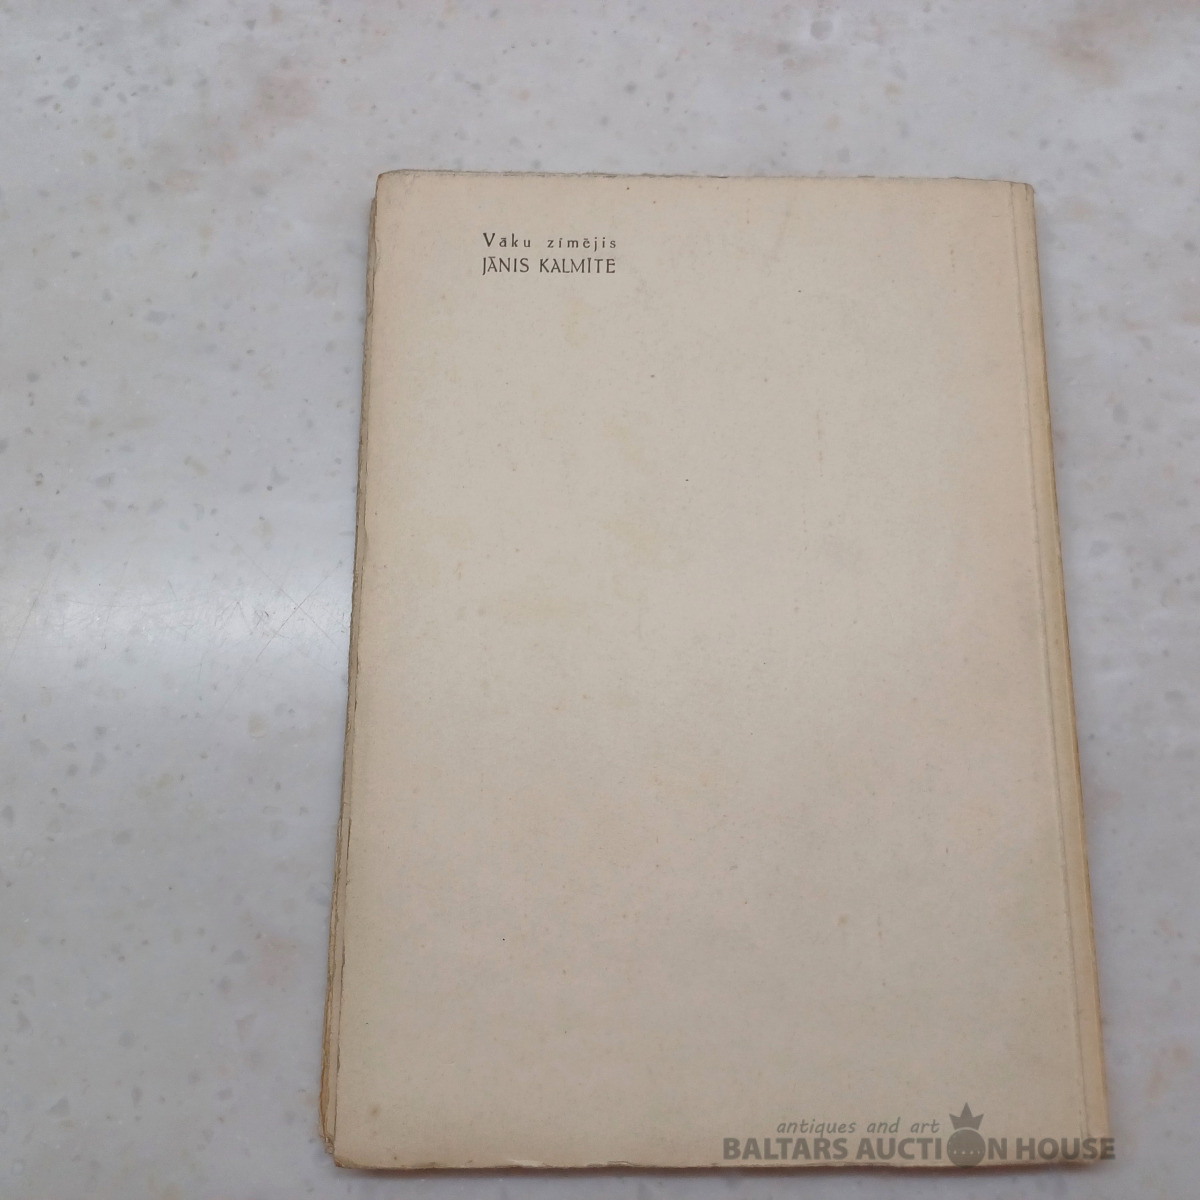 Vāku zīmējis
JĀNIS KALMĪTE
antiques and art
BALTARS AUCTION HOUSE